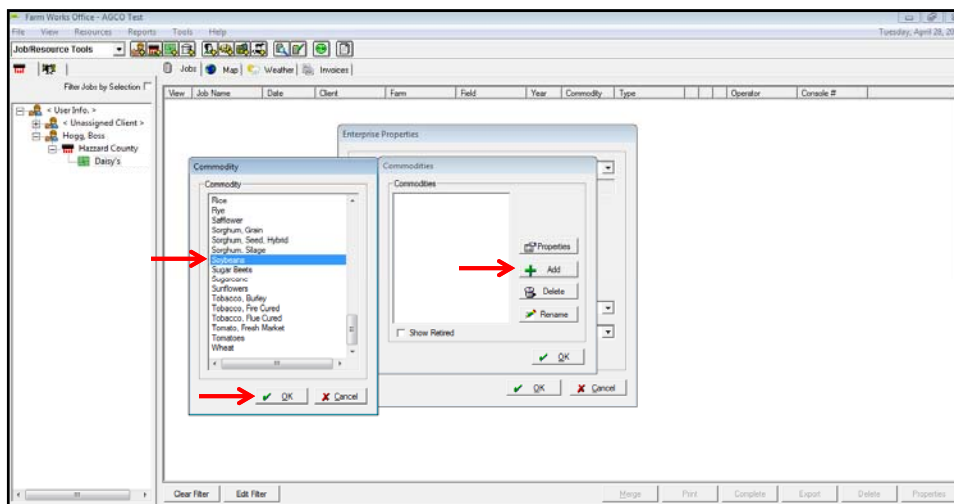 Farm Works Office - AGCO Test
File View Resources Reports Tools Help
Tuesday, April 28, 20
Job/Resource Tools
Jobs Map Weather Invoices
Filter Jobs by Selection
View Job Name Date Client Farm Field Year Commodity Type Operator Console #
< User Info. >
< Unassigned Client >
Hogg, Boss
Hazzard County
Daisy's
Enterprise Properties
Commodity
Commodity
Rice
Rye
Safflower
Sorghum, Grain
Sorghum, Seed, Hybrid
Sorghum, Silage
Soybeans
Sugar Beets
Sugarcane
Sunflowers
Tobacco, Burley
Tobacco, Fire Cured
Tobacco, Flue Cured
Tomato, Fresh Market
Tomatoes
Wheat
OK Cancel
Commodities
Commodities
Properties
Add
Delete
Rename
Show Retired
OK
OK Cancel
Clear Filter Edit Filter Merge Print Complete Export Delete Properties